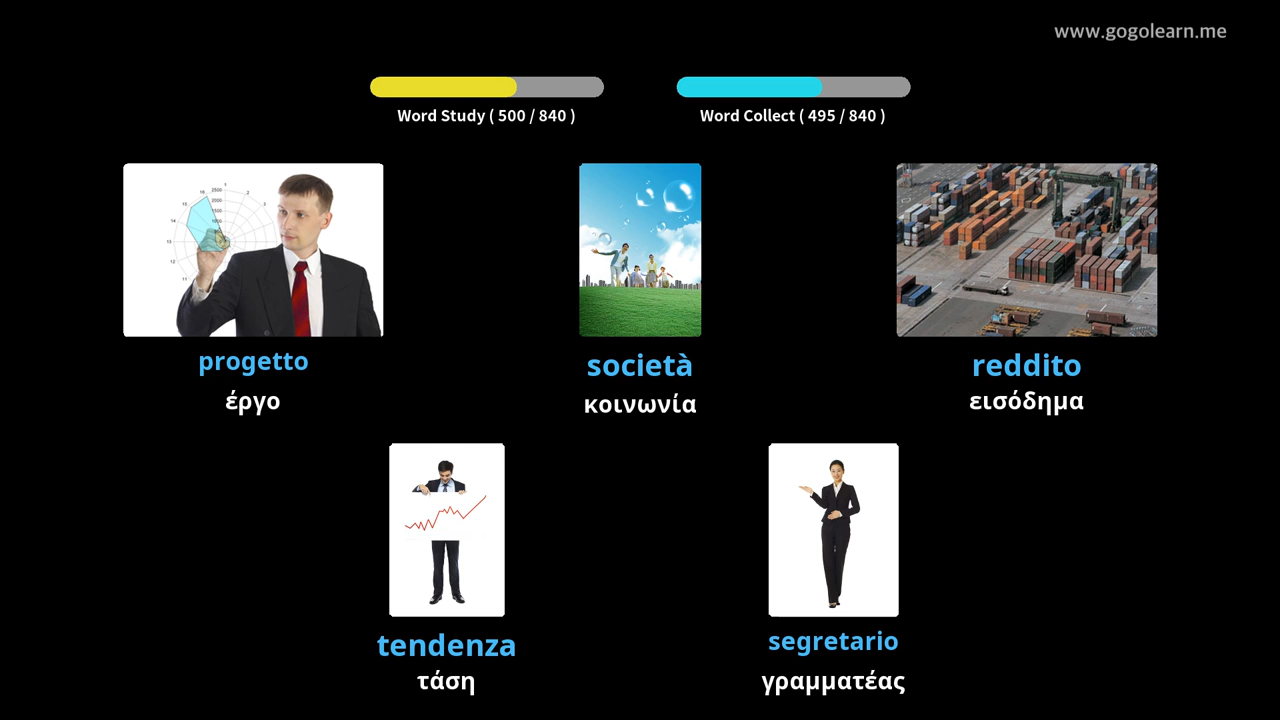 www.gogolearn.me
Word Study ( 500 / 840 )
Word Collect ( 495 / 840 )
progetto
έργο
società
κοινωνία
reddito
εισόδημα
tendenza
τάση
segretario
γραμματέας